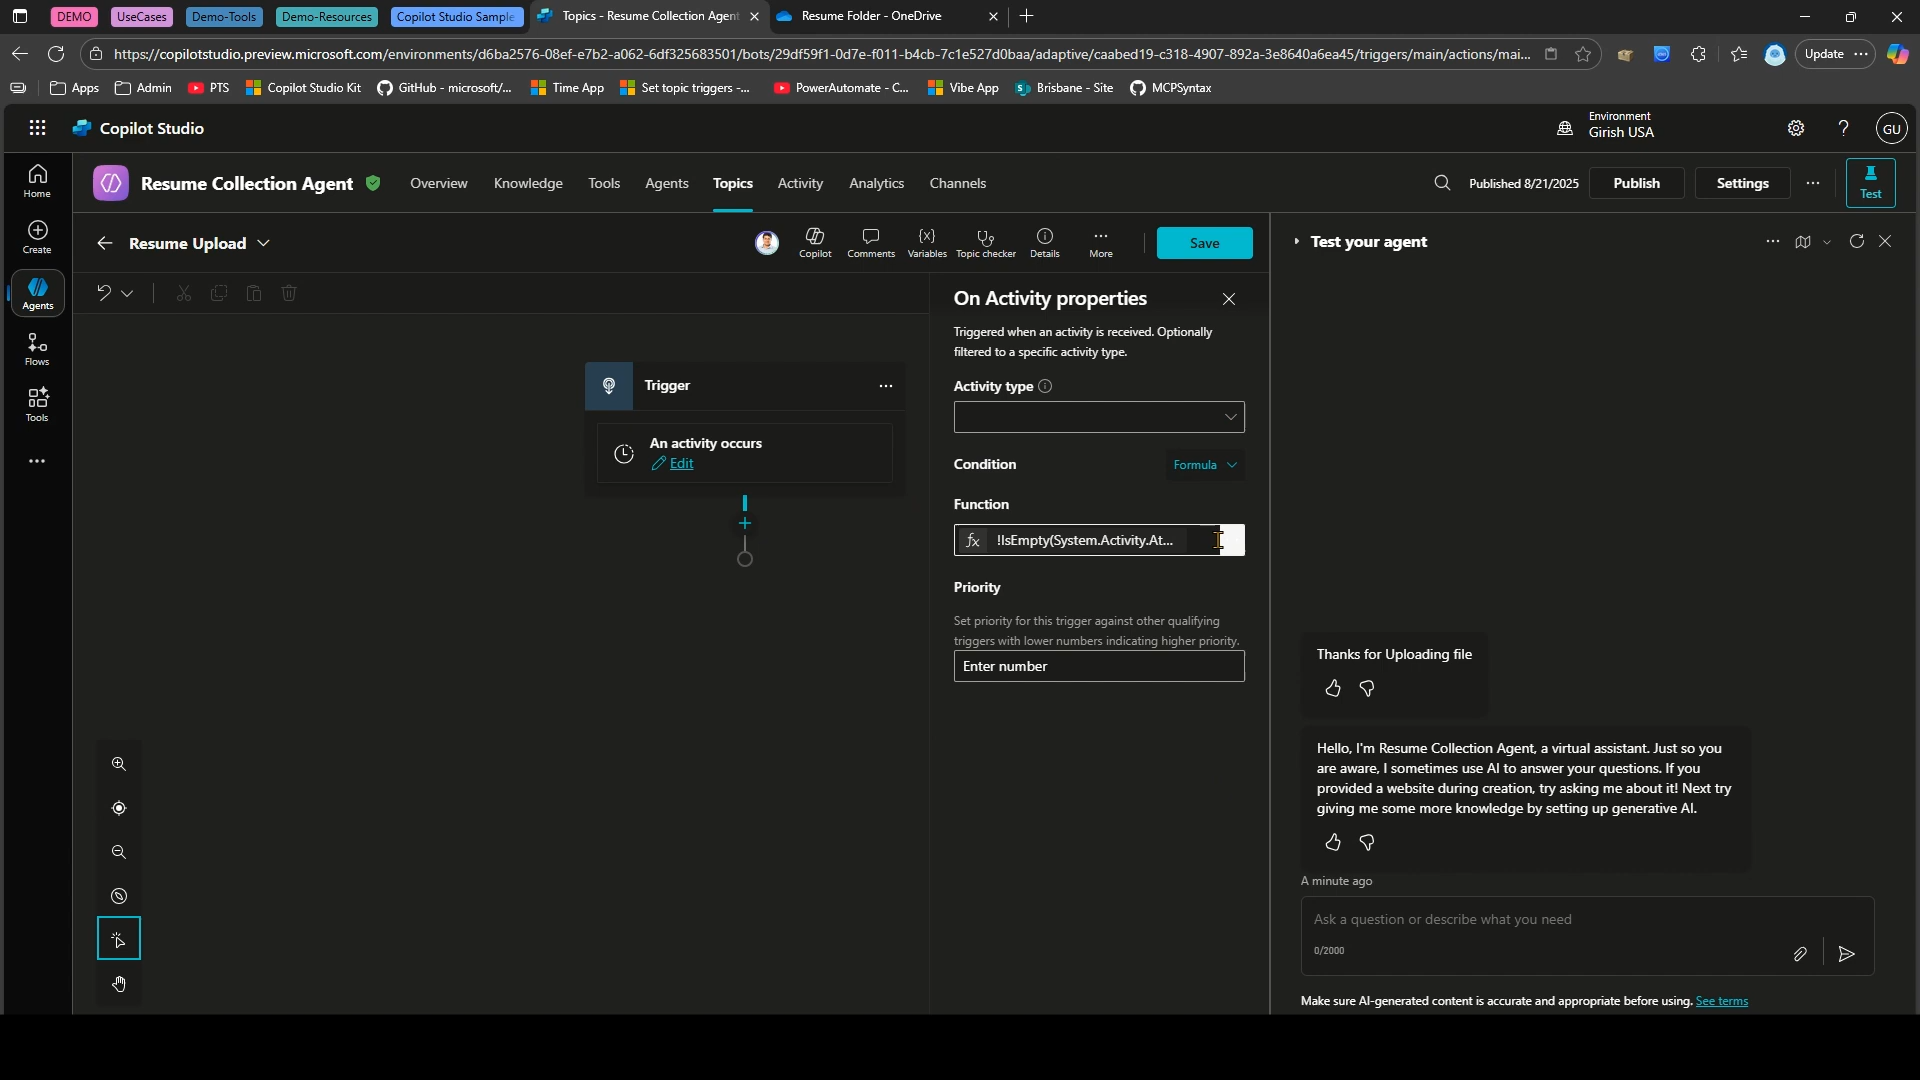 DEMO
UseCases
Demo-Tools
Demo-Resources
Copilot Studio Sample
Topics - Resume Collection Agent
Resume Folder - OneDrive
https://copilotstudio.preview.microsoft.com/environments/d6ba2576-08ef-e7b2-a062-6df325683501/bots/29df59f1-0d7e-f011-b4cb-7c1e527d0baa/adaptive/caabed19-c318-4907-892a-3e8640a6ea45/triggers/main/actions/mai...
Update
Apps
Admin
PTS
Copilot Studio Kit
GitHub - microsoft/...
Time App
Set topic triggers -...
PowerAutomate - C...
Vibe App
Brisbane - Site
MCPSyntax
Copilot Studio
Environment
Girish USA
GU
Home
Create
Agents
Flows
Tools
Resume Collection Agent
Overview
Knowledge
Tools
Agents
Topics
Activity
Analytics
Channels
Published 8/21/2025
Publish
Settings
Test
Resume Upload
Copilot
Comments
Variables
Topic checker
Details
More
Save
Trigger
An activity occurs
Edit
On Activity properties
Triggered when an activity is received. Optionally
filtered to a specific activity type.
Activity type
Condition
Formula
Function
fx !IsEmpty(System.Activity.At...
Priority
Set priority for this trigger against other qualifying
triggers with lower numbers indicating higher priority.
Enter number
Test your agent
Thanks for Uploading file
Hello, I'm Resume Collection Agent, a virtual assistant. Just so you
are aware, I sometimes use AI to answer your questions. If you
provided a website during creation, try asking me about it! Next try
giving me some more knowledge by setting up generative AI.
A minute ago
Ask a question or describe what you need
0/2000
Make sure AI-generated content is accurate and appropriate before using. See terms